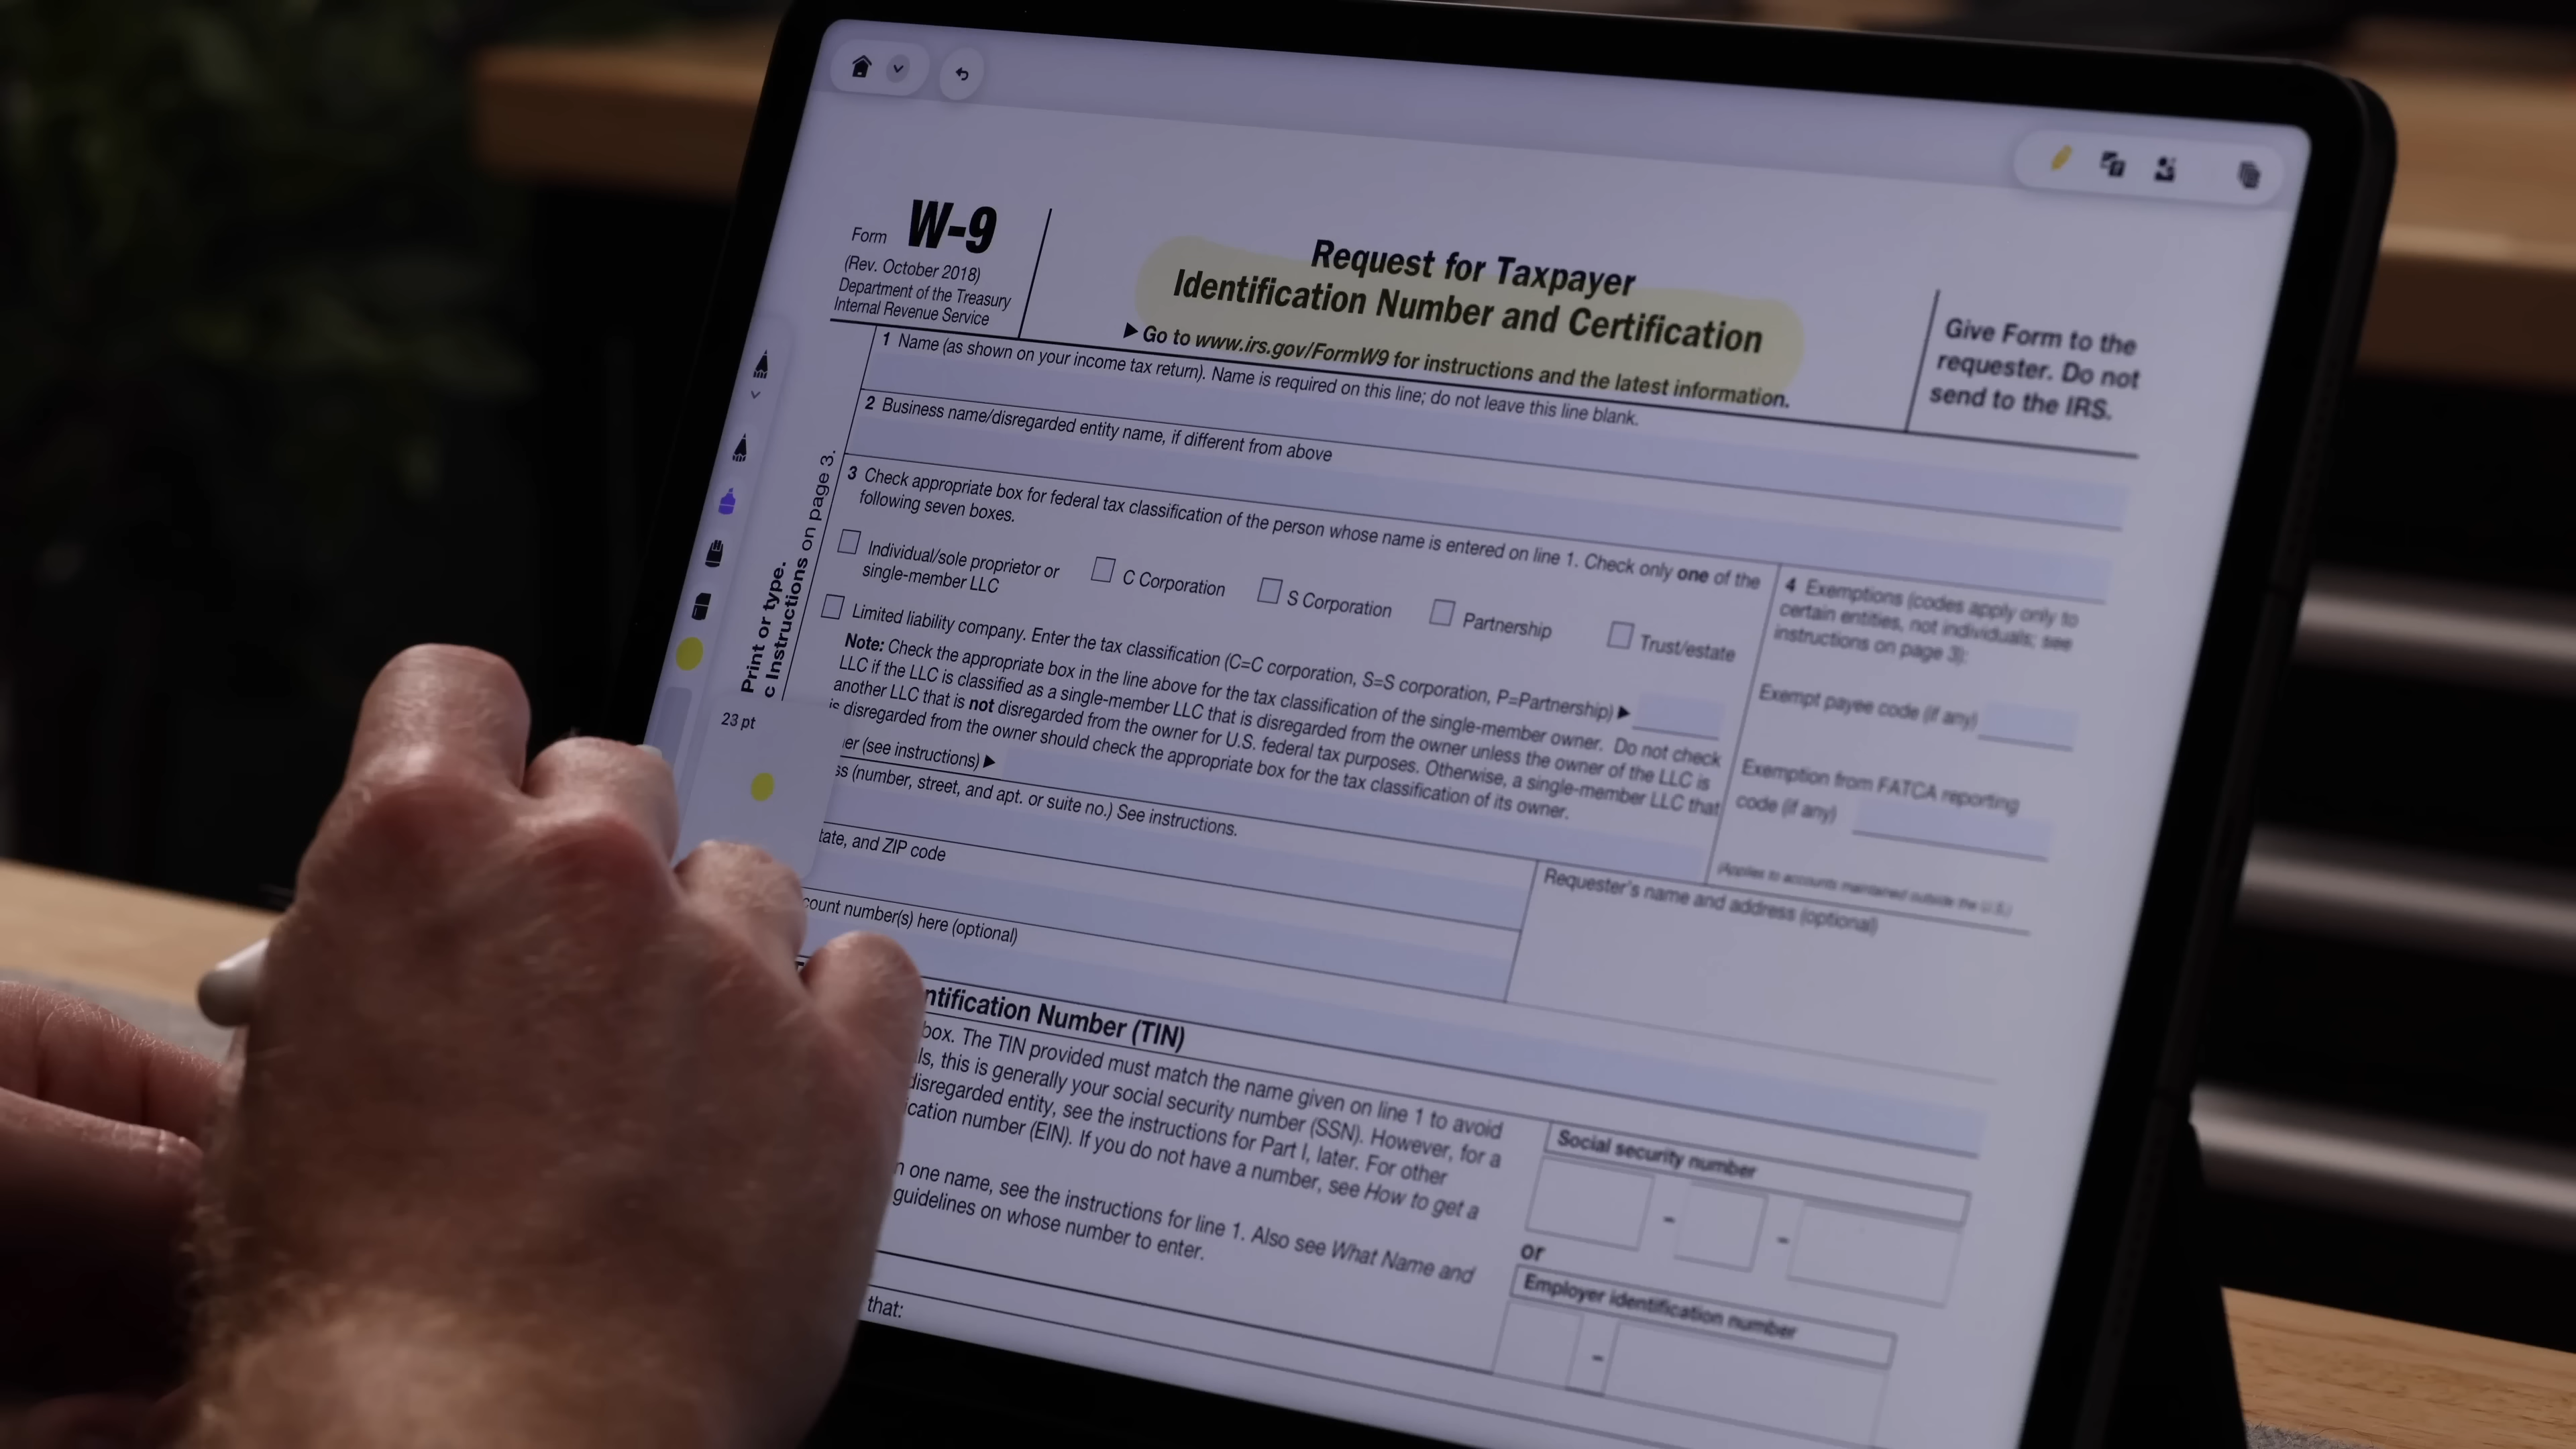 Form W-9
(Rev. October 2018)
Department of the Treasury
Internal Revenue Service
Request for Taxpayer
Identification Number and Certification
▶ Go to www.irs.gov/FormW9 for instructions and the latest information.
Give Form to the
requester. Do not
send to the IRS.
Print or type.
c Instructions on page 3.
1 Name (as shown on your income tax return). Name is required on this line; do not leave this line blank.
2 Business name/disregarded entity name, if different from above
3 Check appropriate box for federal tax classification of the person whose name is entered on line 1. Check only one of the
following seven boxes.
Individual/sole proprietor or
single-member LLC
C Corporation
S Corporation
Partnership
Trust/estate
Limited liability company. Enter the tax classification (C=C corporation, S=S corporation, P=Partnership) ▶
Note: Check the appropriate box in the line above for the tax classification of the single-member owner. Do not check
LLC if the LLC is classified as a single-member LLC that is disregarded from the owner unless the owner of the LLC is
another LLC that is not disregarded from the owner for U.S. federal tax purposes. Otherwise, a single-member LLC that
is disregarded from the owner should check the appropriate box for the tax classification of its owner.
er (see instructions) ▶
4 Exemptions (codes apply only to
certain entities, not individuals; see
instructions on page 3):
Exempt payee code (if any)
Exemption from FATCA reporting
code (if any)
(Applies to accounts maintained outside the U.S.)
ss (number, street, and apt. or suite no.) See instructions.
Requester's name and address (optional)
tate, and ZIP code
count number(s) here (optional)
23 pt
ntification Number (TIN)
box. The TIN provided must match the name given on line 1 to avoid
ls, this is generally your social security number (SSN). However, for a
disregarded entity, see the instructions for Part I, later. For other
ication number (EIN). If you do not have a number, see How to get a
n one name, see the instructions for line 1. Also see What Name and
guidelines on whose number to enter.
Social security number
or
Employer identification number
that: